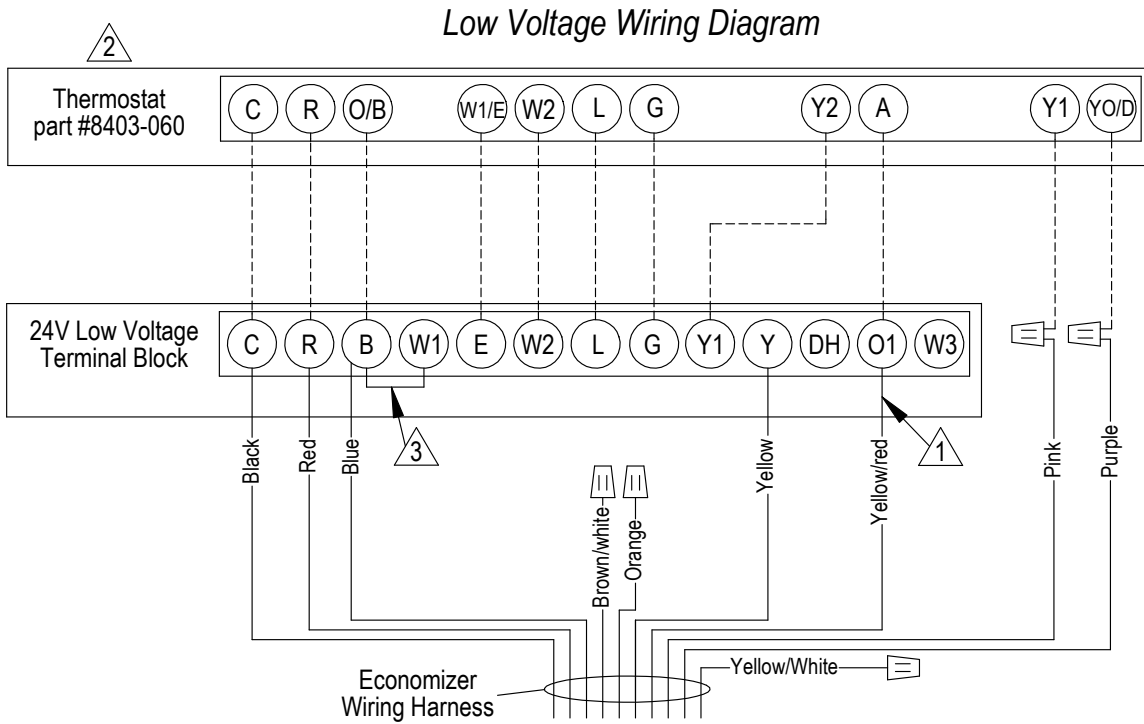 Low Voltage Wiring Diagram
2
Thermostat
part #8403-060
C R O/B W1/E W2 L G Y2 A Y1 YO/D
24V Low Voltage
Terminal Block
C R B W1 E W2 L G Y1 Y DH O1 W3
3
1
Black
Red
Blue
Brown/white
Orange
Yellow
Yellow/red
Pink
Purple
Yellow/White
Economizer
Wiring Harness